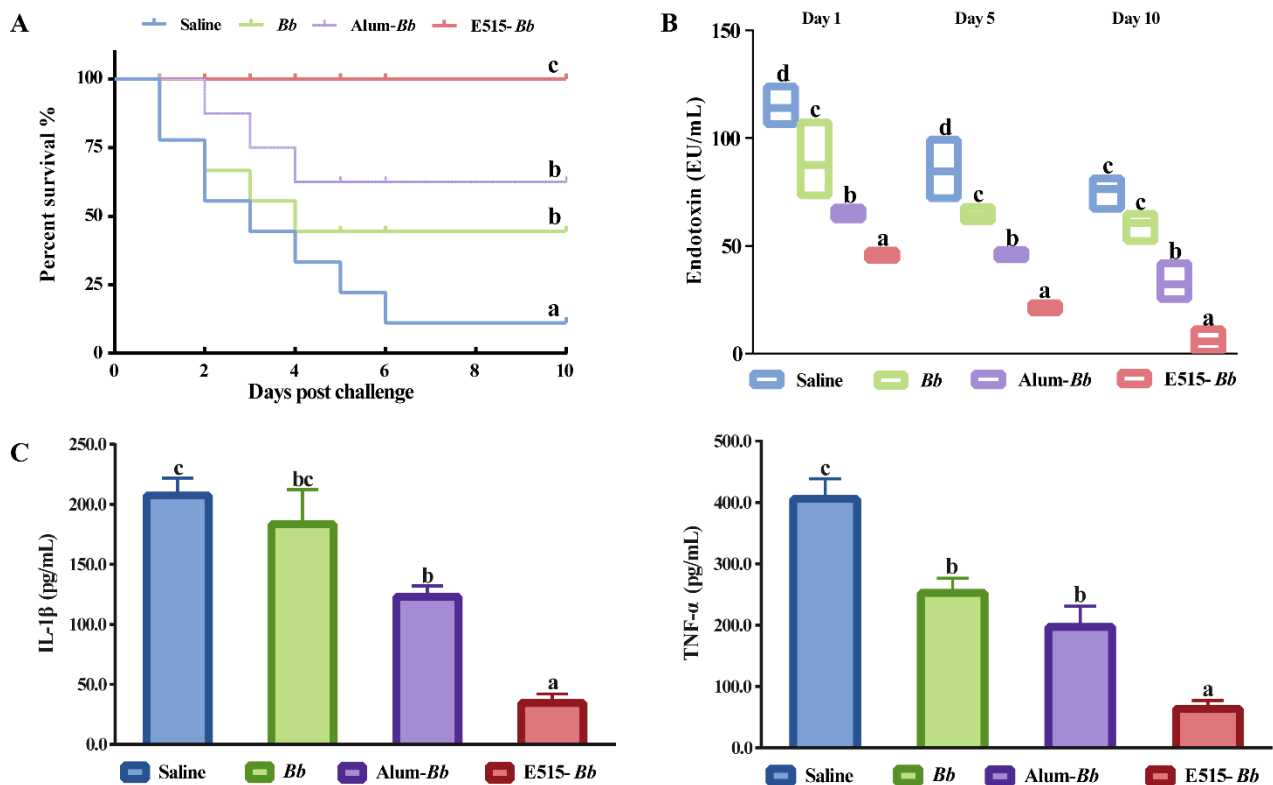 A
Saline Bb Alum-Bb E515-Bb
Percent survival %
100
75
50
25
0
c
b
b
a
0 2 4 6 8 10
Days post challenge
B
Day 1 Day 5 Day 10
Endotoxin (EU/mL)
150
100
50
0
d c b a
d c b a
c c b a
Saline Bb Alum-Bb E515-Bb
C
IL-1β (pg/mL)
250.0
200.0
150.0
100.0
50.0
0.0
c bc b a
Saline Bb Alum-Bb E515-Bb
TNF-α (pg/mL)
500.0
400.0
300.0
200.0
100.0
0.0
c b b a
Saline Bb Alum-Bb E515-Bb